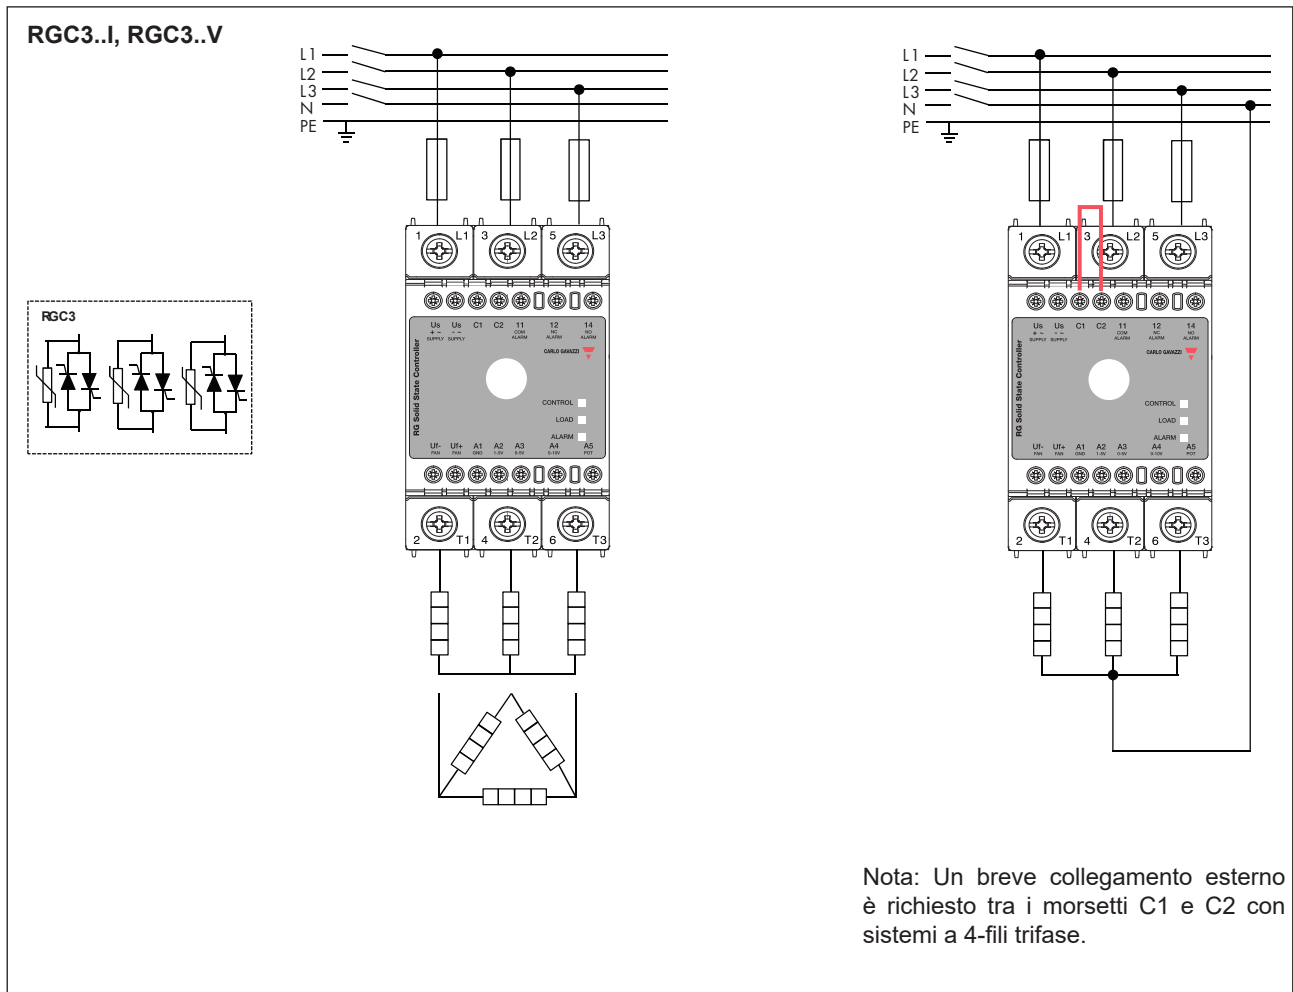 RGC3..I, RGC3..V
L1
L2
L3
N
PE
1 L1 3 L2 5 L3
Us Us C1 C2 11 12 14
+ ~ - ~ COM NC NO
SUPPLY SUPPLY ALARM ALARM ALARM
CARLO GAVAZZI
RG Solid State Controller
CONTROL
LOAD
ALARM
Uf- Uf+ A1 A2 A3 A4 A5
FAN FAN GND 1-5V 0-5V 0-10V POT
2 T1 4 T2 6 T3
RGC3
L1
L2
L3
N
PE
1 L1 3 L2 5 L3
Us Us C1 C2 11 12 14
+ ~ - ~ COM NC NO
SUPPLY SUPPLY ALARM ALARM ALARM
CARLO GAVAZZI
RG Solid State Controller
CONTROL
LOAD
ALARM
Uf- Uf+ A1 A2 A3 A4 A5
FAN FAN GND 1-5V 0-5V 0-10V POT
2 T1 4 T2 6 T3
Nota: Un breve collegamento esterno
è richiesto tra i morsetti C1 e C2 con
sistemi a 4-fili trifase.